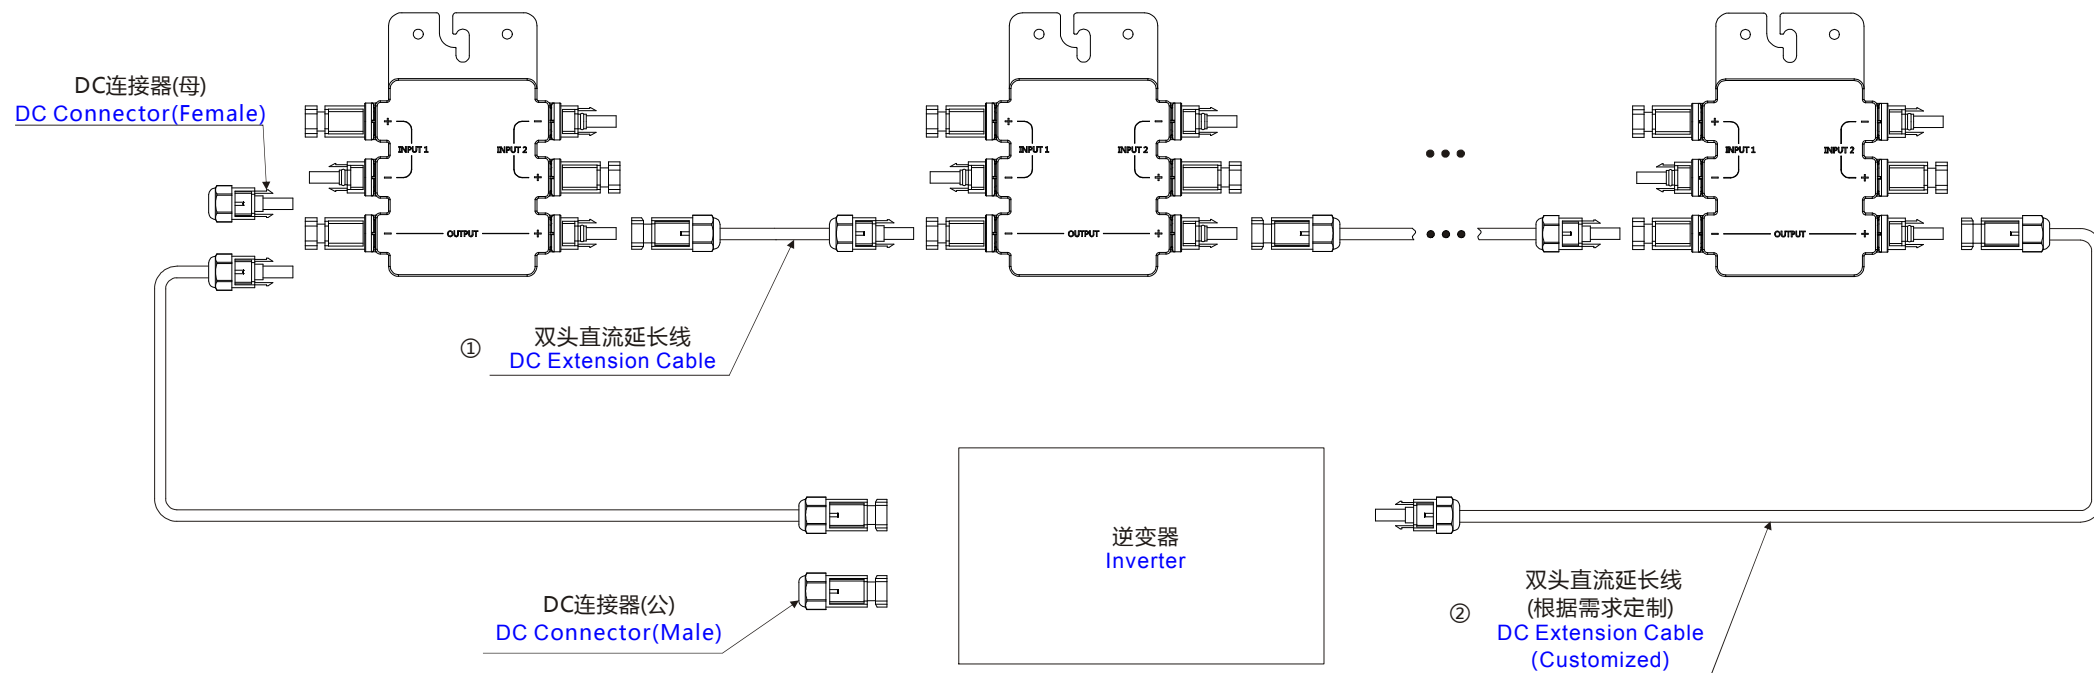 DC连接器(母)
DC Connector(Female)
+
INPUT 1
-
-
INPUT 2
+
- OUTPUT +
+
INPUT 1
-
-
INPUT 2
+
- OUTPUT +
+
INPUT 1
-
-
INPUT 2
+
- OUTPUT +
① 双头直流延长线
DC Extension Cable
逆变器
Inverter
DC连接器(公)
DC Connector(Male)
② 双头直流延长线
(根据需求定制)
DC Extension Cable
(Customized)